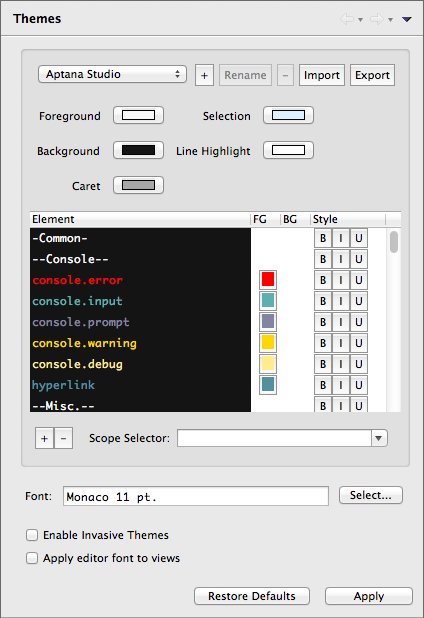 Themes
Aptana Studio + Rename - Import Export
Foreground Selection
Background Line Highlight
Caret
Element FG BG Style
-Common- B I U
--Console-- B I U
console.error B I U
console.input B I U
console.prompt B I U
console.warning B I U
console.debug B I U
hyperlink B I U
--Misc.-- B I U
+ - Scope Selector:
Font: Monaco 11 pt. Select...
Enable Invasive Themes
Apply editor font to views
Restore Defaults Apply